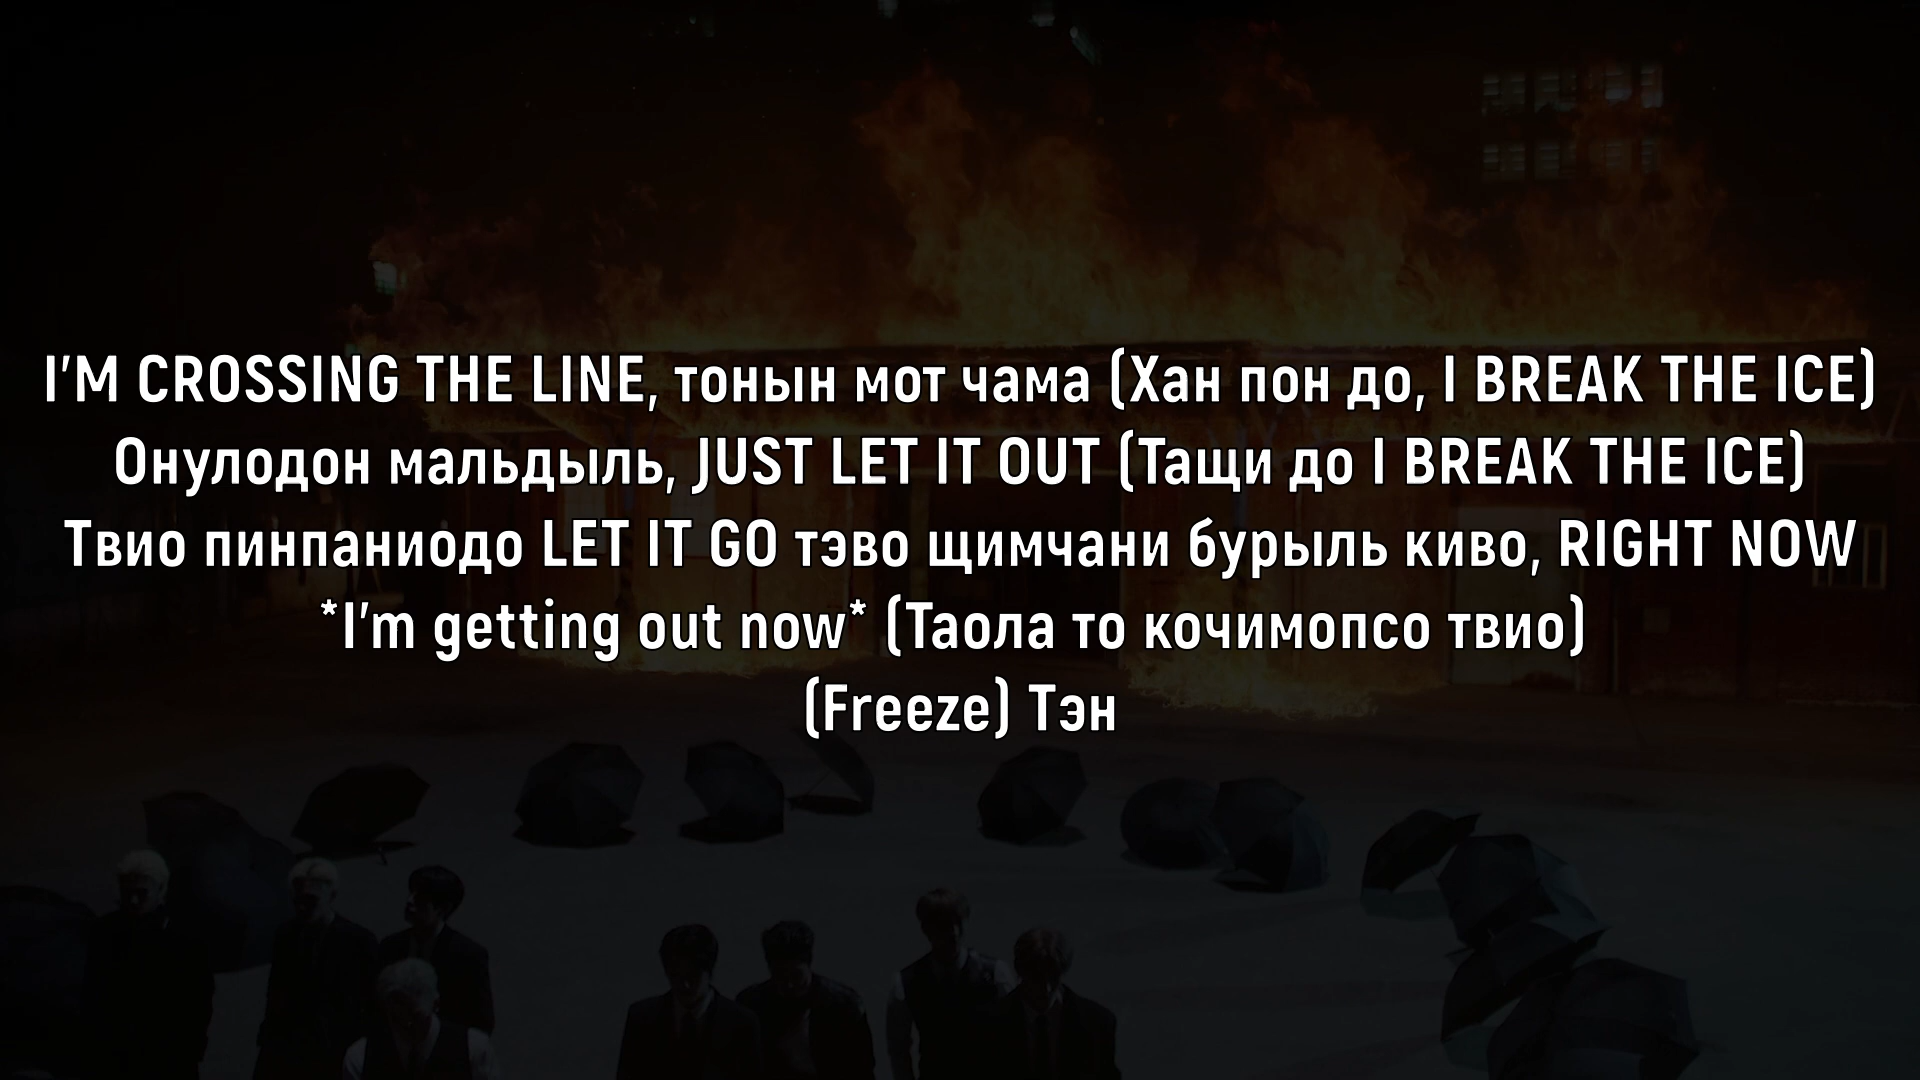 I'M CROSSING THE LINE, тонын мот чама (Хан пон до, I BREAK THE ICE)
Онулодон мальдыль, JUST LET IT OUT (Тащи до I BREAK THE ICE)
Твио пинпаниодо LET IT GO тэво щимчани бурыль киво, RIGHT NOW
*I'm getting out now* (Таола то кочимопсо твио)
(Freeze) Тэн